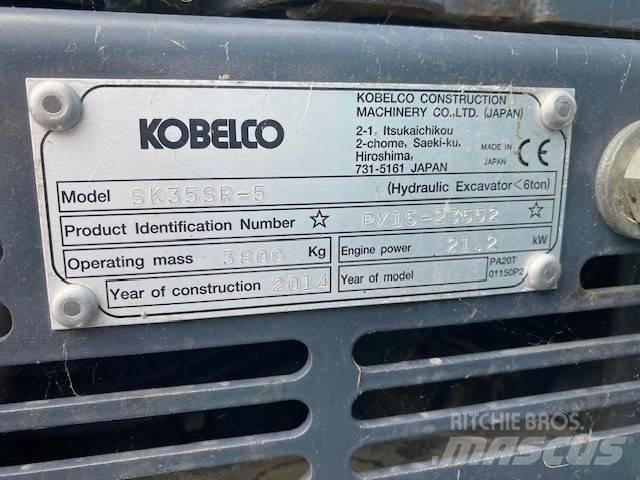 KOBELCO
KOBELCO CONSTRUCTION
MACHINERY CO.,LTD. (JAPAN)
2-1, Itsukaichikou
2-chome, Saeki-ku,
Hiroshima,
731-5161 JAPAN
MADE IN
JAPAN
CE
Model SK35SR-5 (Hydraulic Excavator<6ton)
Product Identification Number ☆ PX15-23552 ☆
Operating mass 3800 Kg
Engine power 21.2 kW
Year of construction 2014
Year of model
PA20T
01150P2
RITCHIE BROS.
MASCUS